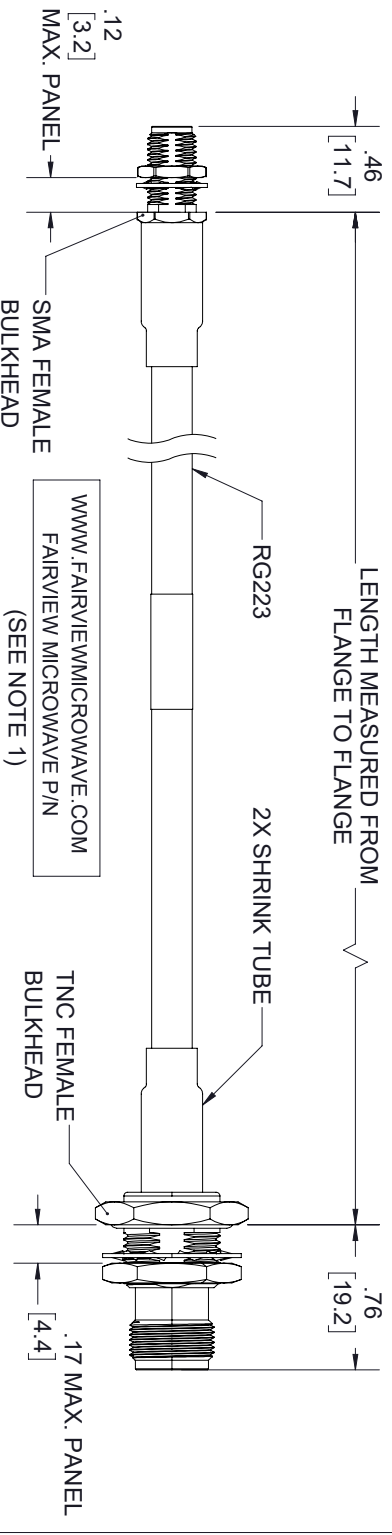 .46
[11.7]
LENGTH MEASURED FROM
FLANGE TO FLANGE
.76
[19.2]
RG223
2X SHRINK TUBE
.12
[3.2]
MAX. PANEL
SMA FEMALE
BULKHEAD
WWW.FAIRVIEWMICROWAVE.COM
FAIRVIEW MICROWAVE P/N
(SEE NOTE 1)
TNC FEMALE
BULKHEAD
.17 MAX. PANEL
[4.4]